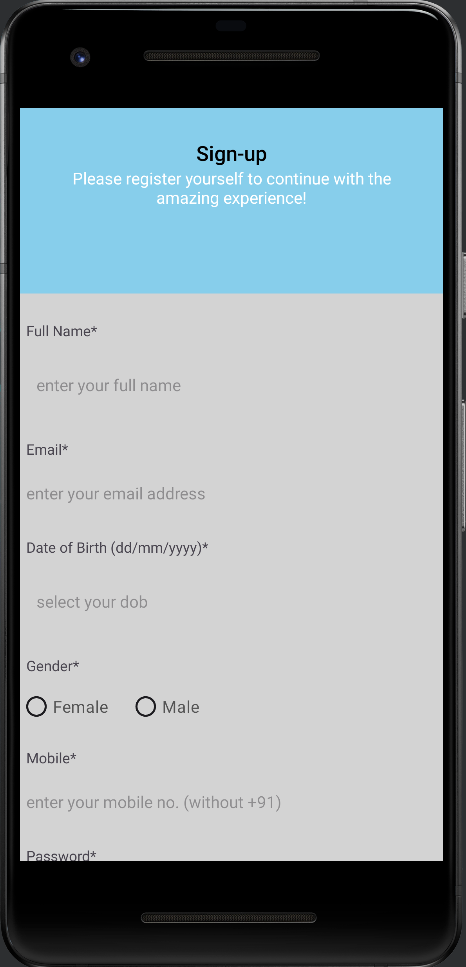 Sign-up
Please register yourself to continue with the
amazing experience!
Full Name*
enter your full name
Email*
enter your email address
Date of Birth (dd/mm/yyyy)*
select your dob
Gender*
Female Male
Mobile*
enter your mobile no. (without +91)
Password*